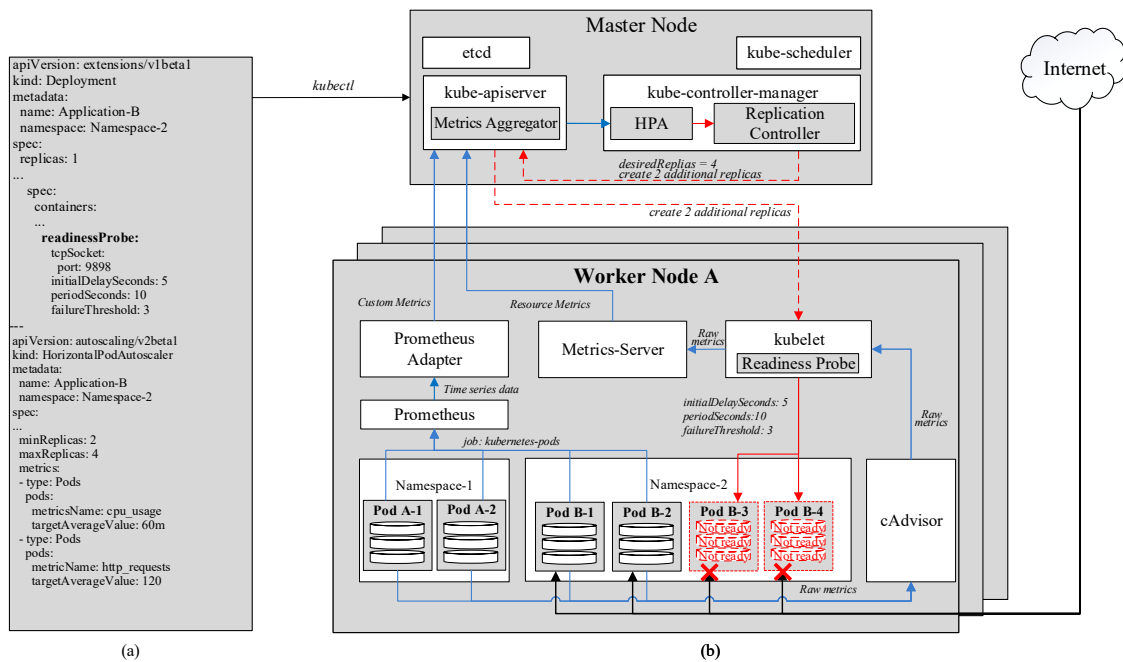 apiVersion: extensions/v1beta1
kind: Deployment
metadata:
name: Application-B
namespace: Namespace-2
spec:
replicas: 1
...
spec:
containers:
...
readinessProbe:
tcpSocket:
port: 9898
initialDelaySeconds: 5
periodSeconds: 10
failureThreshold: 3
---
apiVersion: autoscaling/v2beta1
kind: HorizontalPodAutoscaler
metadata:
name: Application-B
namespace: Namespace-2
spec:
...
minReplicas: 2
maxReplicas: 4
metrics:
- type: Pods
pods:
metricsName: cpu_usage
targetAverageValue: 60m
- type: Pods
pods:
metricName: http_requests
targetAverageValue: 120
(a)
kubectl
Master Node
etcd
kube-scheduler
kube-apiserver
Metrics Aggregator
kube-controller-manager
HPA
Replication
Controller
desiredReplias = 4
create 2 additional replicas
create 2 additional replicas
Internet
Worker Node A
Custom Metrics
Resource Metrics
Prometheus
Adapter
Metrics-Server
Raw
metrics
kubelet
Readiness Probe
Time series data
Prometheus
initialDelaySeconds: 5
periodSeconds:10
failureThreshold: 3
Raw
metrics
job: kubernetes-pods
Namespace-1
Pod A-1
Pod A-2
Namespace-2
Pod B-1
Pod B-2
Pod B-3
Not ready
Not ready
Not ready
Pod B-4
Not ready
Not ready
Not ready
cAdvisor
Raw metrics
(b)